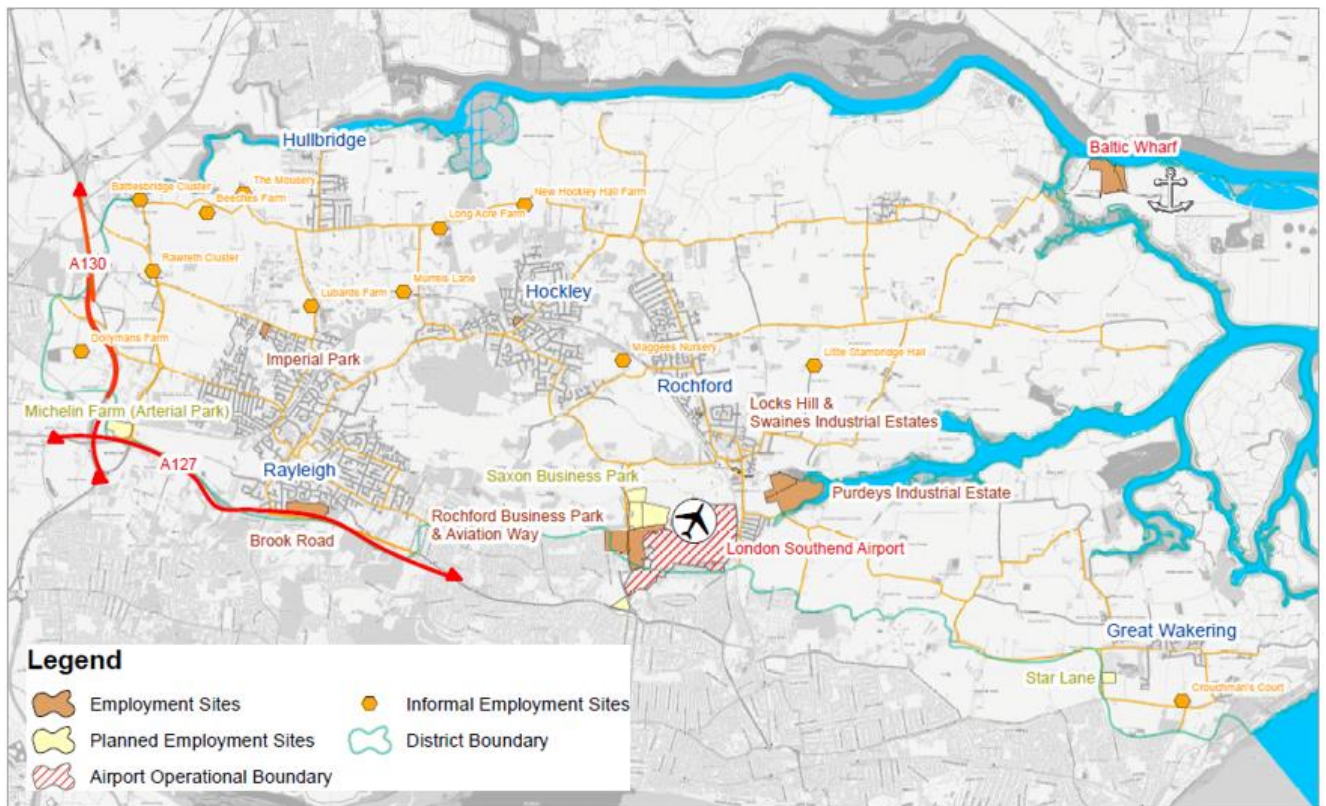 Baltic Wharf
Hullbridge
Battlesbridge Cluster
The Mousery
Beeches Farm
New Hockley Hall Farm
Long Acre Farm
A130
Rawreth Cluster
Murrels Lane
Lubards Farm
Hockley
Dollymans Farm
Imperial Park
Maggees Nursery
Little Stambridge Hall
Rochford
Michelin Farm (Arterial Park)
Locks Hill &
Swaines Industrial Estates
A127
Rayleigh
Saxon Business Park
Purdeys Industrial Estate
Rochford Business Park
& Aviation Way
Brook Road
London Southend Airport
Great Wakering
Star Lane
Crouchman's Court
Legend
Employment Sites
Informal Employment Sites
Planned Employment Sites
District Boundary
Airport Operational Boundary